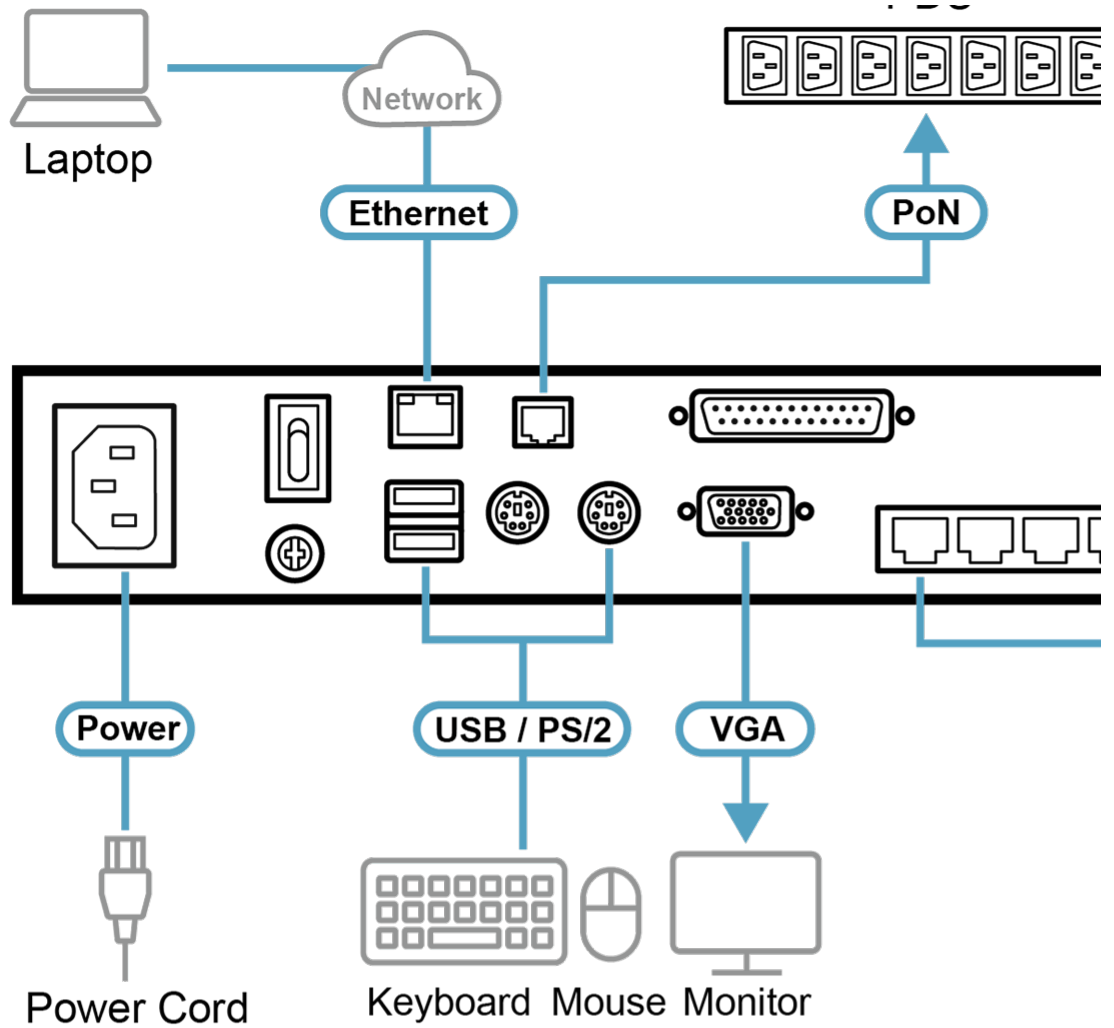 Network
Laptop
Ethernet
PoN
Power
USB / PS/2
VGA
Power Cord
Keyboard
Mouse
Monitor